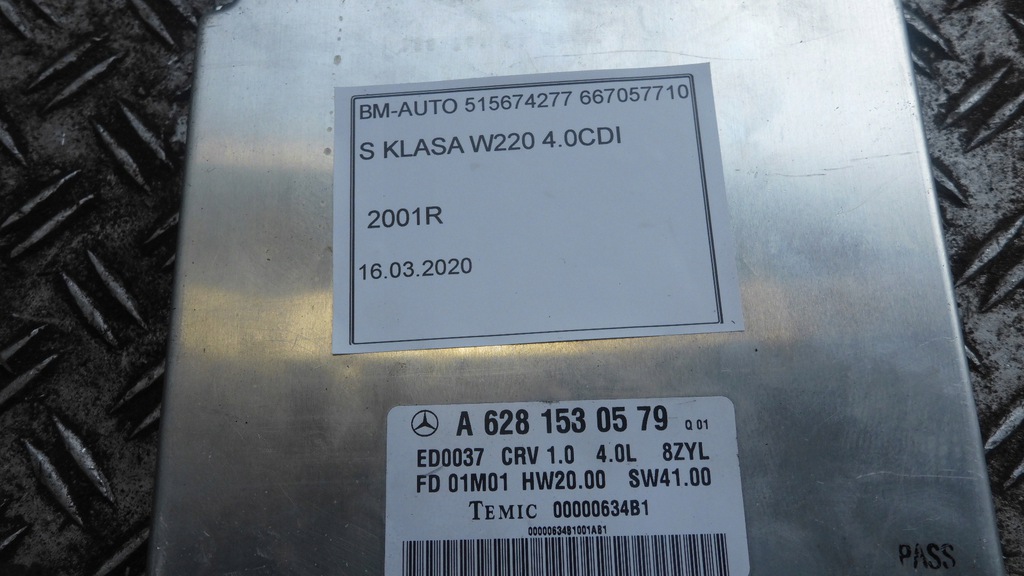 BM-AUTO 515674277 667057710
S KLASA W220 4.0CDI
2001R
16.03.2020
A 628 153 05 79 Q 01
ED0037 CRV 1.0 4.0L 8ZYL
FD 01M01 HW20.00 SW41.00
TEMIC 00000634B1
00000634B1001AB1
PASS